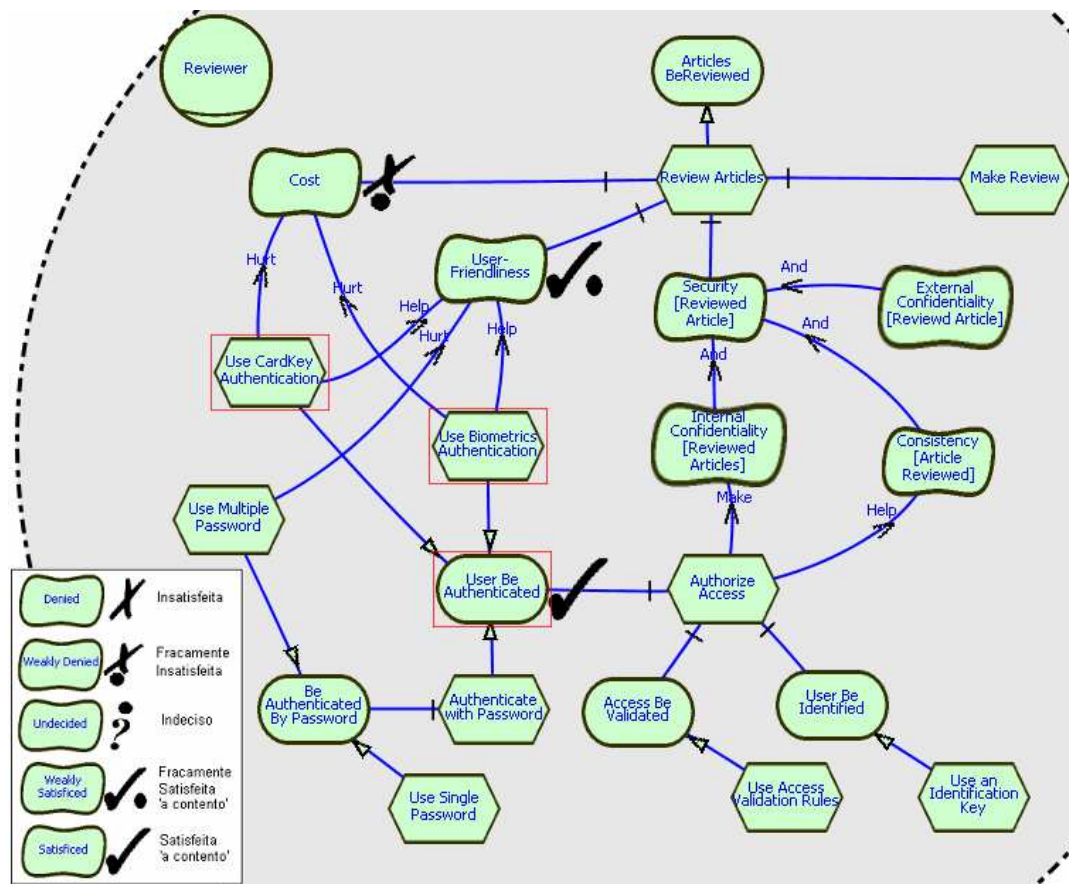 Reviewer
Articles
BeReviewed
Cost
Review Articles
Make Review
User-
Friendliness
Hurt
Hurt
Help
Hurt
Help
And
Security
[Reviewed
Article]
External
Confidentiality
[Reviewd Article]
And
And
Use CardKey
Authentication
Use Biometrics
Authentication
Internal
Confidentiality
[Reviewed
Articles]
Consistency
[Article
Reviewed]
Use Multiple
Password
Make
Help
User Be
Authenticated
Authorize
Access
Be
Authenticated
By Password
Authenticate
with Password
Access Be
Validated
User Be
Identified
Use Single
Password
Use Access
Validation Rules
Use an
Identification
Key
Denied
Insatisfeita
Weakly Denied
Fracamente
Insatisfeita
Undecided
Indeciso
Weakly
Satisficed
Fracamente
Satisfeita
'a contento'
Satisficed
Satisfeita
'a contento'